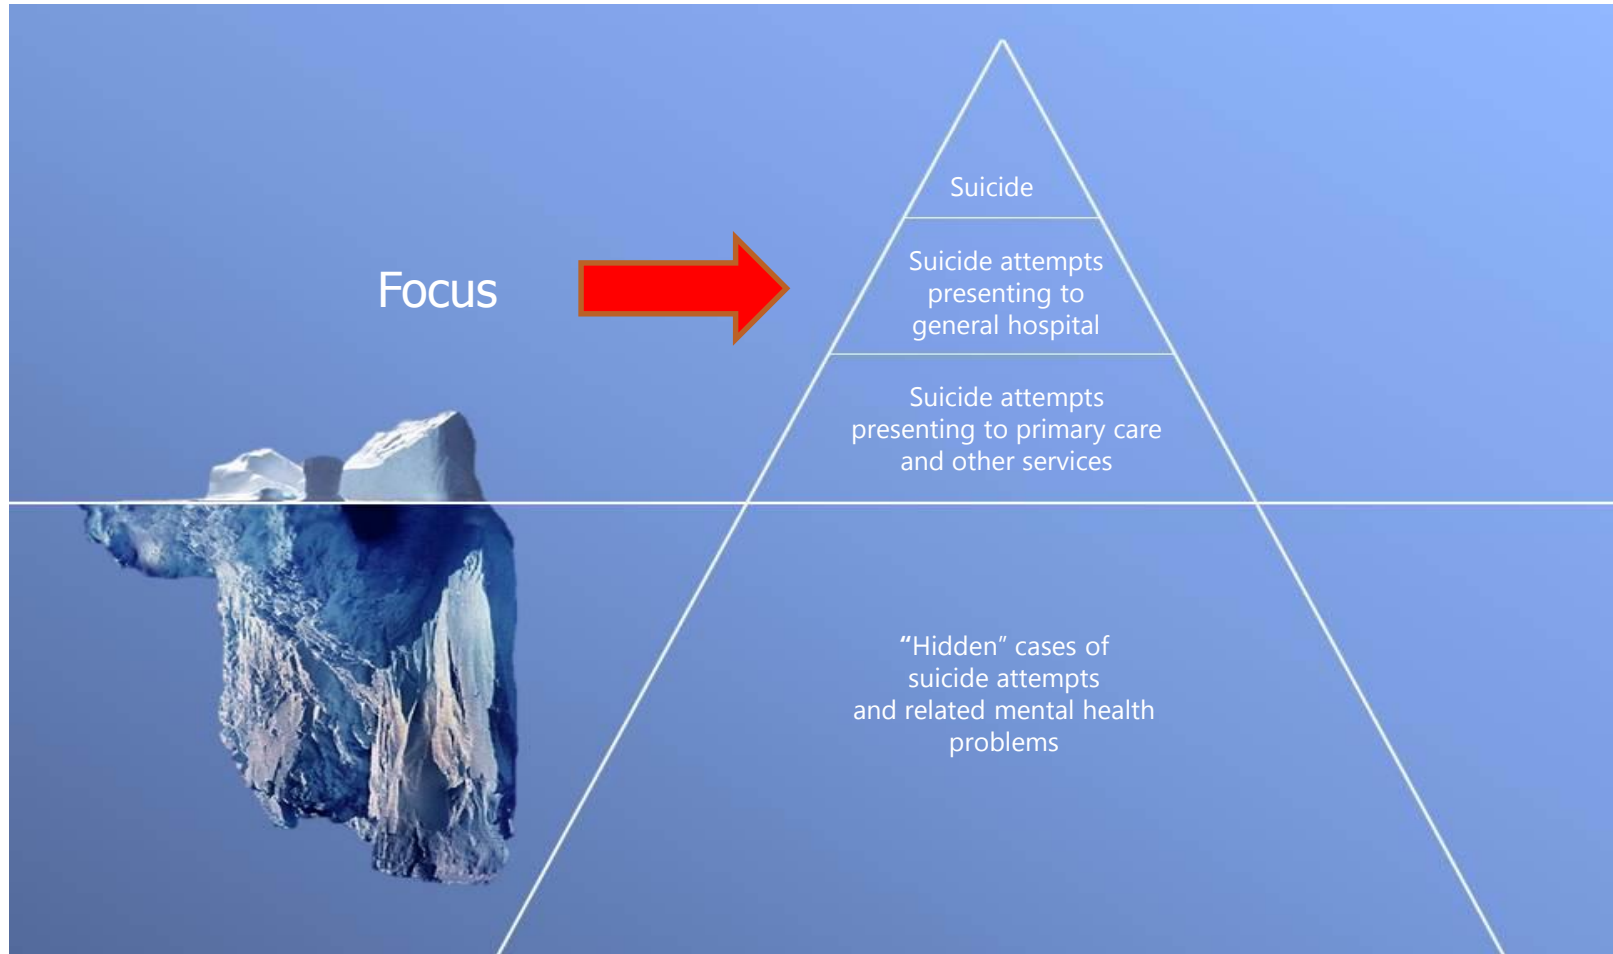 Suicide
Focus
Suicide attempts
presenting to
general hospital
Suicide attempts
presenting to primary care
and other services
“Hidden” cases of
suicide attempts
and related mental health
problems